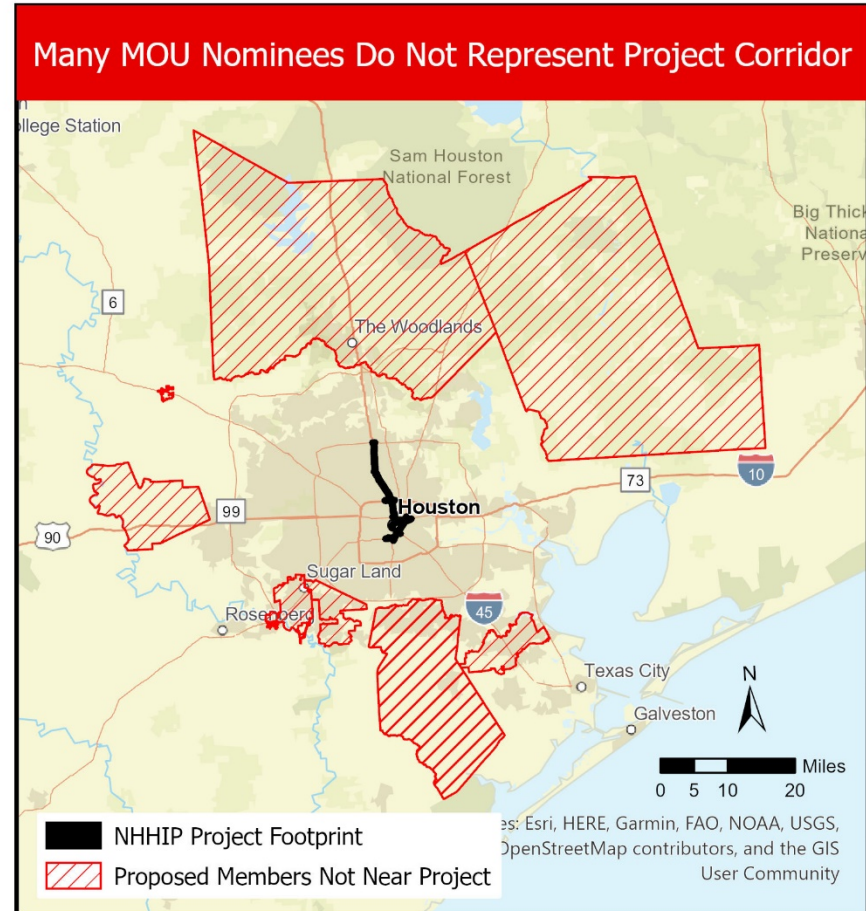 Many MOU Nominees Do Not Represent Project Corridor
ollege Station
Sam Houston
National Forest
Big Thick
National
Preserv
6
The Woodlands
10
73
Houston
99
90
Sugar Land
Rosenberg
45
Texas City
N
Galveston
Miles
0 5 10 20
es: Esri, HERE, Garmin, FAO, NOAA, USGS,
OpenStreetMap contributors, and the GIS
User Community
NHHIP Project Footprint
Proposed Members Not Near Project